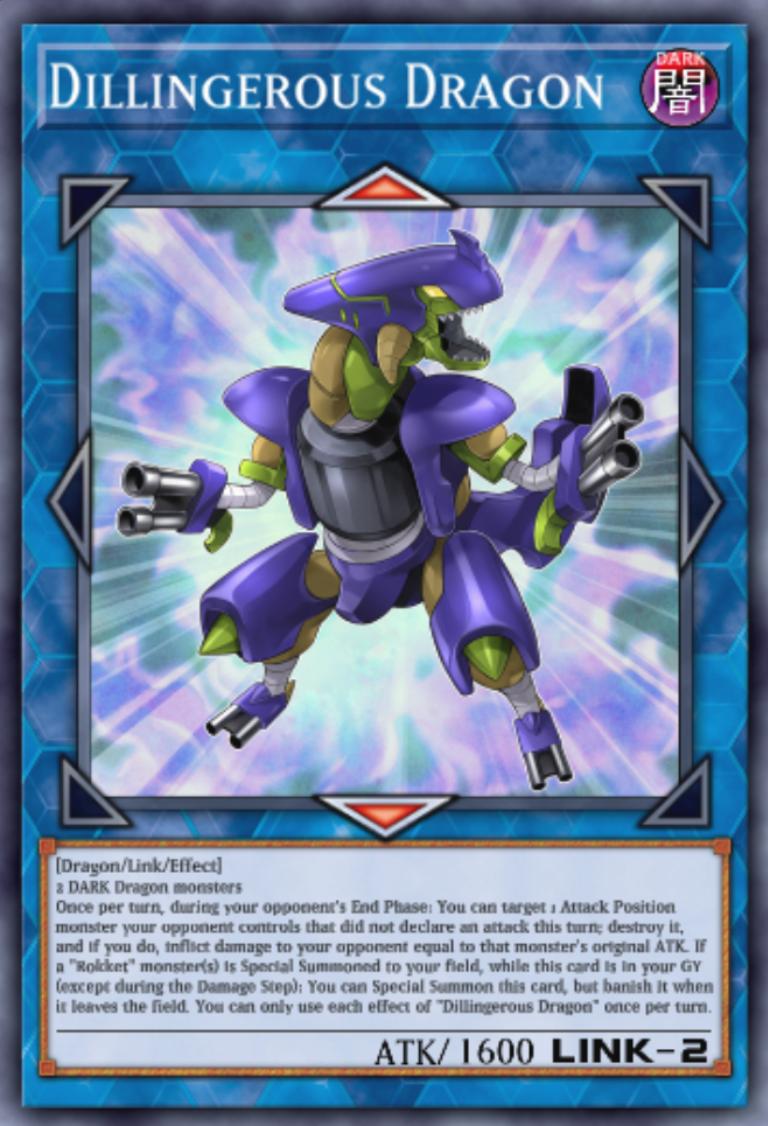 DILLINGEROUS DRAGON
DARK
闇
[Dragon/Link/Effect]
2 DARK Dragon monsters
Once per turn, during your opponent's End Phase: You can target 1 Attack Position
monster your opponent controls that did not declare an attack this turn; destroy it,
and if you do, inflict damage to your opponent equal to that monster's original ATK. If
a "Rokket" monster(s) is Special Summoned to your field, while this card is in your GY
(except during the Damage Step): You can Special Summon this card, but banish it when
it leaves the field. You can only use each effect of "Dillingerous Dragon" once per turn.
ATK/ 1600 LINK-2